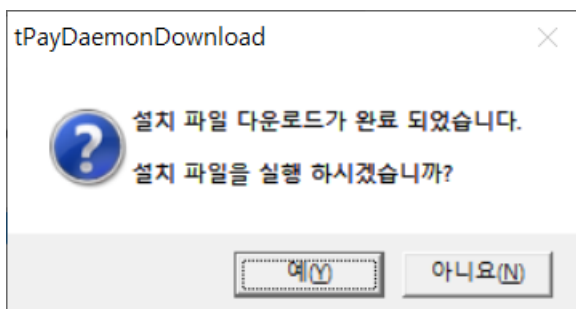 tPayDaemonDownload
설치 파일 다운로드가 완료 되었습니다.
설치 파일을 실행 하시겠습니까?
예(Y)
아니요(N)